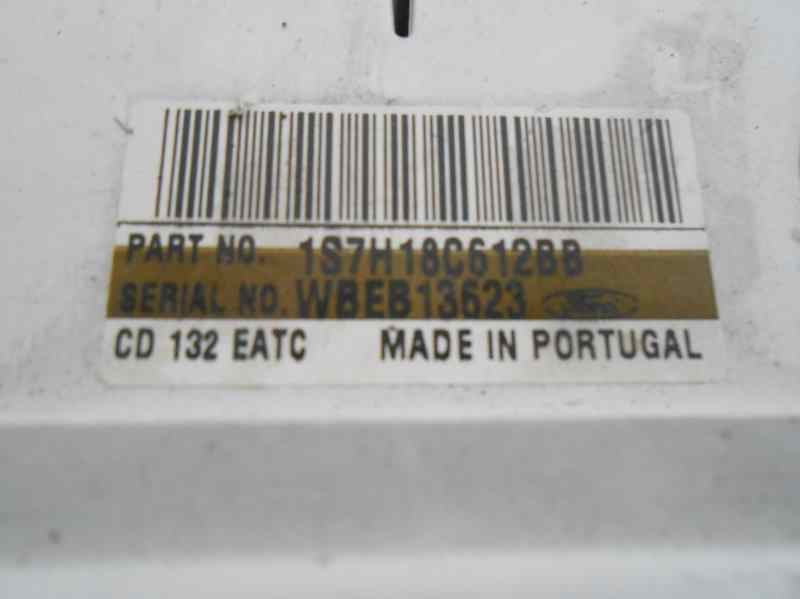 PART NO. 1S7H18C612BB
SERIAL NO. WBEB13623
CD 132 EATC MADE IN PORTUGAL